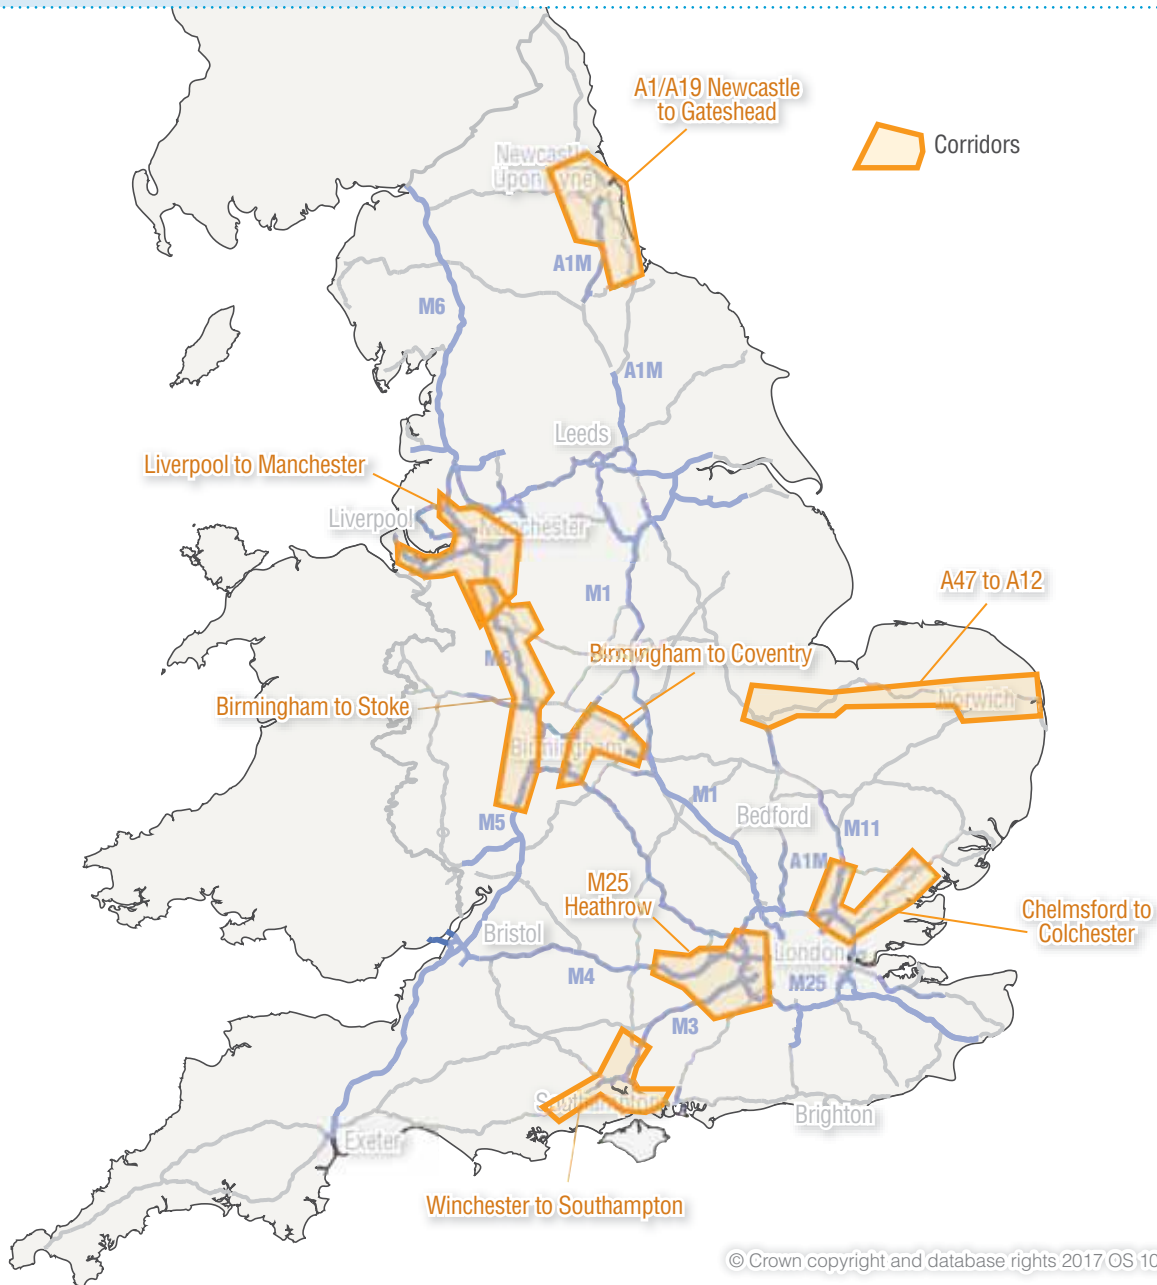 A1/A19 Newcastle
to Gateshead
Corridors
Newcastle
Upon Tyne
A1M
M6
A1M
Leeds
Liverpool to Manchester
Liverpool
Manchester
A47 to A12
M1
Birmingham to Coventry
M6
Norwich
Birmingham to Stoke
Birmingham
M1
Bedford
M5
M11
A1M
M25
Heathrow
Chelmsford to
Colchester
Bristol
London
M4
M25
M3
Southampton
Brighton
Exeter
Winchester to Southampton
© Crown copyright and database rights 2017 OS 10